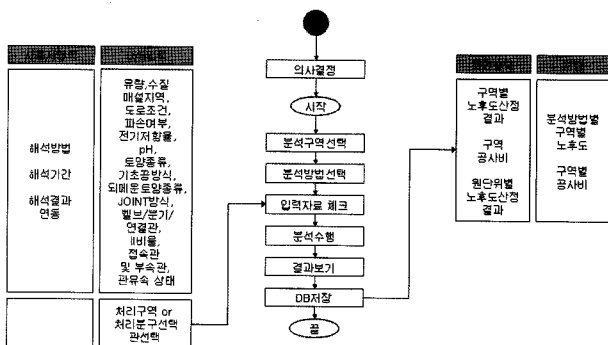 해석방법
해석기간
해석결과
연동
유량,수질
매설지역,
도로조건,
파손여부,
전기저항율,
pH,
토양종류,
기초공방식,
되메운토양종류,
JOINT방식,
연결관,
접속관
및 부속관,
관유속 상태
처리구역 or
처리분구선택
관선택
의사결정
시작
분석구역선택
분석방법선택
입력자료 체크
분석수행
결과보기
DB저장
끝
구역별
노후도산정
결과
구역
공사비
원단위별
노후도산정
결과
분석방법별
구역별
노후도
구역별
공사비